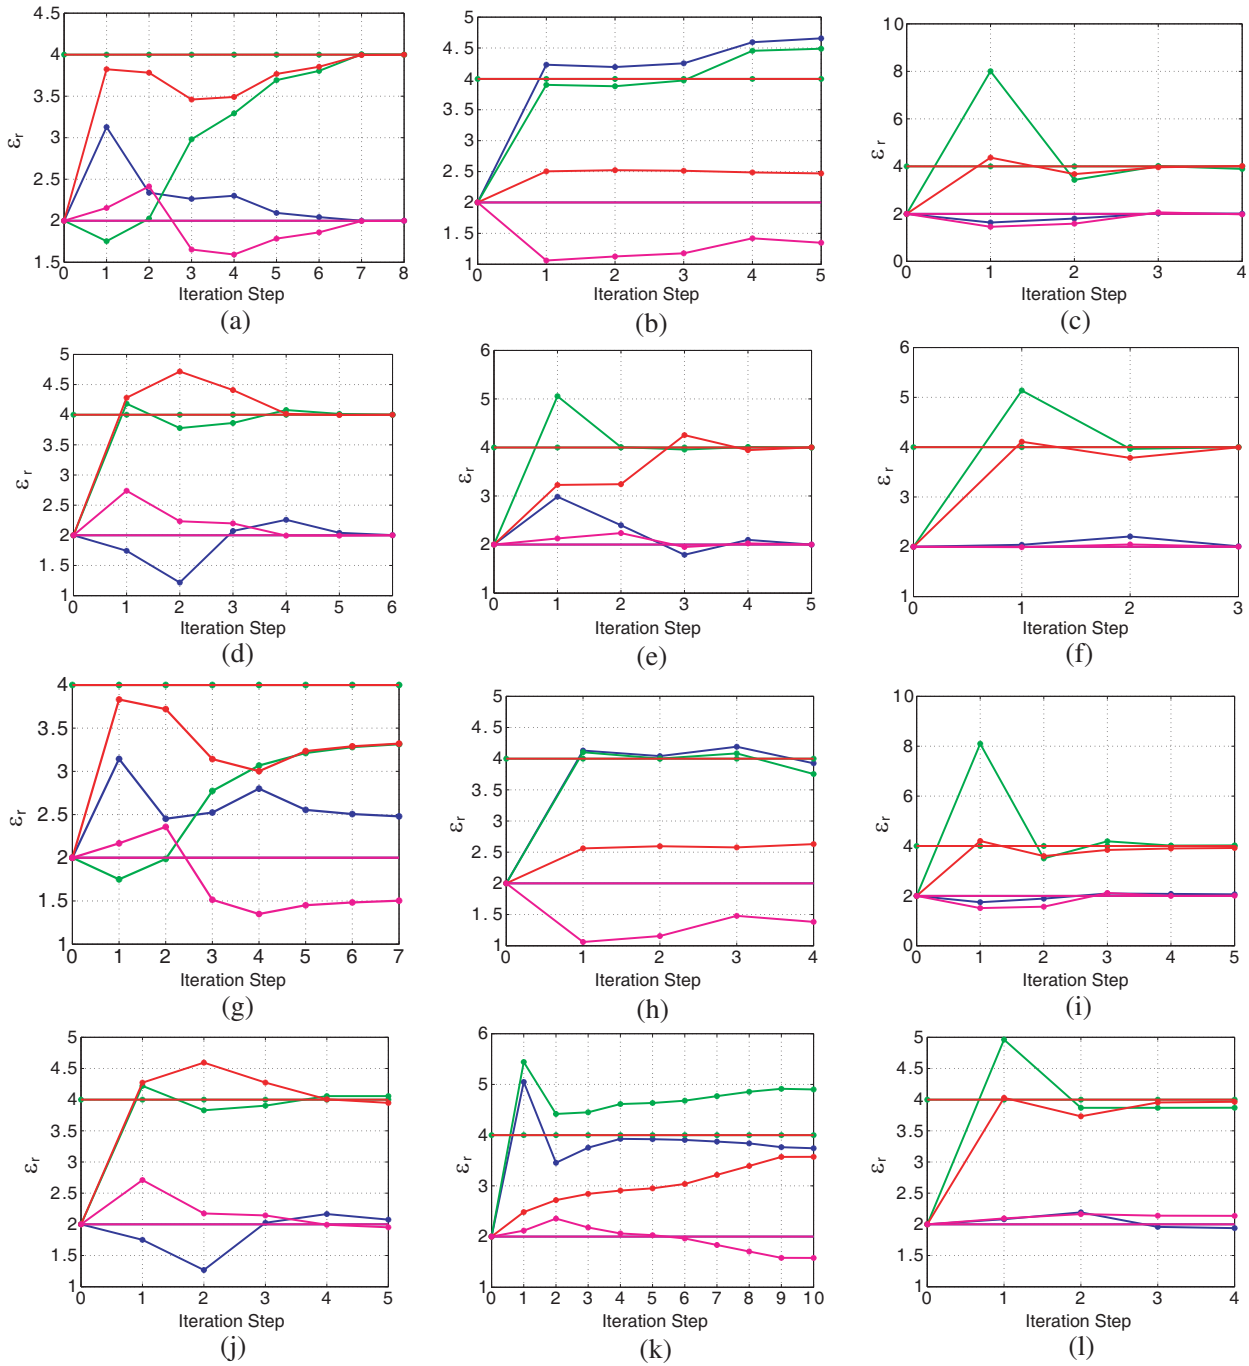 4.5
4
3.5
3
2.5
2
1.5
εr
0 1 2 3 4 5 6 7 8
Iteration Step
(a)
5
4.5
4
3.5
3
2.5
2
1.5
1
εr
0 1 2 3 4 5
Iteration Step
(b)
10
8
6
4
2
0
εr
0 1 2 3 4
Iteration Step
(c)
5
4.5
4
3.5
3
2.5
2
1.5
1
εr
0 1 2 3 4 5 6
Iteration Step
(d)
6
5
4
3
2
1
εr
0 1 2 3 4 5
Iteration Step
(e)
6
5
4
3
2
1
εr
0 1 2 3
Iteration Step
(f)
4
3.5
3
2.5
2
1.5
1
εr
0 1 2 3 4 5 6 7
Iteration Step
(g)
5
4.5
4
3.5
3
2.5
2
1.5
1
εr
0 1 2 3 4
Iteration Step
(h)
10
8
6
4
2
0
εr
0 1 2 3 4 5
Iteration Step
(i)
5
4.5
4
3.5
3
2.5
2
1.5
1
εr
0 1 2 3 4 5
Iteration Step
(j)
6
5
4
3
2
1
εr
0 1 2 3 4 5 6 7 8 9 10
Iteration Step
(k)
5
4.5
4
3.5
3
2.5
2
1.5
1
εr
0 1 2 3 4
Iteration Step
(l)